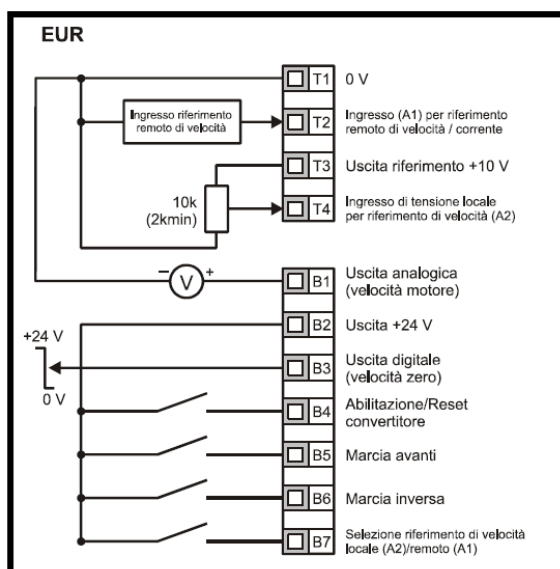 EUR
T1 0 V
Ingresso riferimento
remoto di velocità
T2 Ingresso (A1) per riferimento
remoto di velocità / corrente
T3 Uscita riferimento +10 V
10k
(2kmin)
T4 Ingresso di tensione locale
per riferimento di velocità (A2)
− V +
B1 Uscita analogica
(velocità motore)
B2 Uscita +24 V
+24 V
0 V
B3 Uscita digitale
(velocità zero)
B4 Abilitazione/Reset
convertitore
B5 Marcia avanti
B6 Marcia inversa
B7 Selezione riferimento di velocità
locale (A2)/remoto (A1)